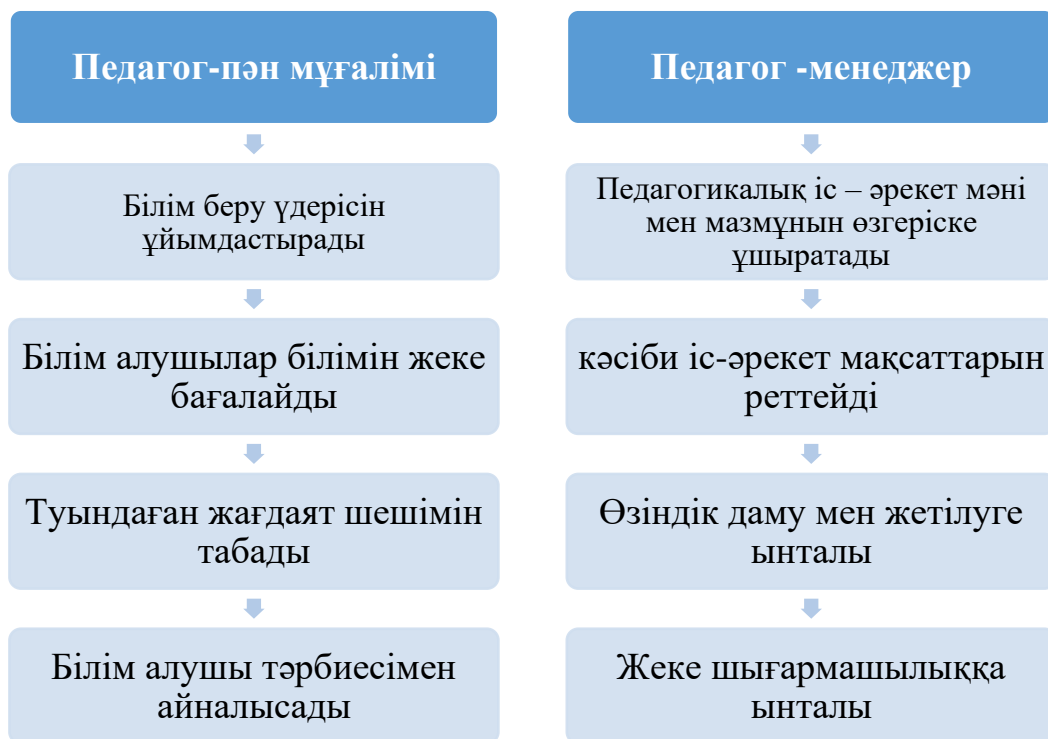 Педагог-пән мұғалімі
Білім беру үдерісін
ұйымдастырады
Білім алушылар білімін жеке
бағалайды
Туындаған жағдаят шешімін
табады
Білім алушы тәрбиесімен
айналысады
Педагог -менеджер
Педагогикалық іс – әрекет мәні
мен мазмұнын өзгеріске
ұшыратады
кәсіби іс-әрекет мақсаттарын
реттейді
Өзіндік даму мен жетілуге
ынталы
Жеке шығармашылыққа
ынталы